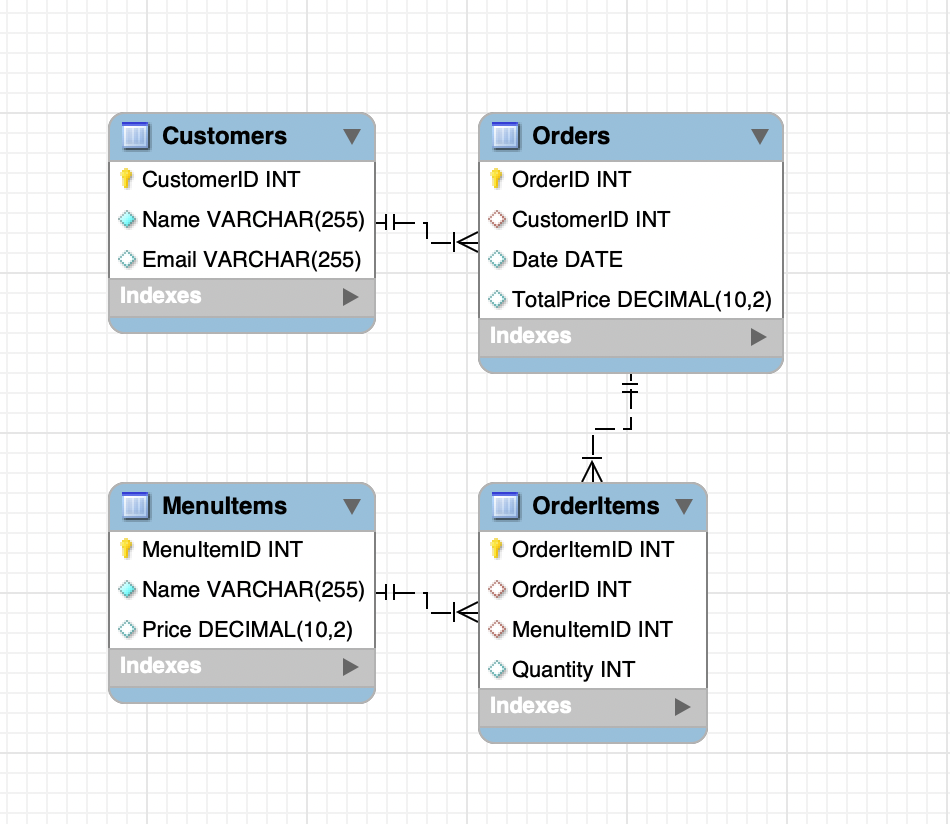 Customers
CustomerID INT
Name VARCHAR(255)
Email VARCHAR(255)
Indexes
Orders
OrderID INT
CustomerID INT
Date DATE
TotalPrice DECIMAL(10,2)
Indexes
MenuItems
MenuItemID INT
Name VARCHAR(255)
Price DECIMAL(10,2)
Indexes
OrderItems
OrderItemID INT
OrderID INT
MenuItemID INT
Quantity INT
Indexes